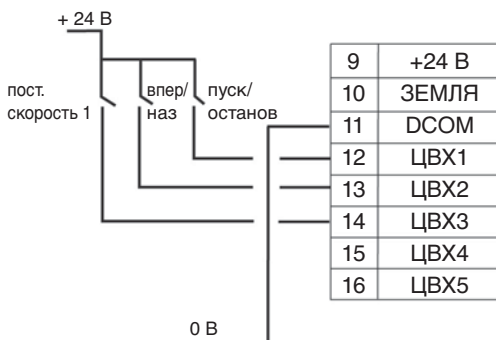 + 24 В
пост.
скорость 1
впер/
наз
пуск/
останов
9 +24 В
10 ЗЕМЛЯ
11 DCOM
12 ЦВХ1
13 ЦВХ2
14 ЦВХ3
15 ЦВХ4
16 ЦВХ5
0 В